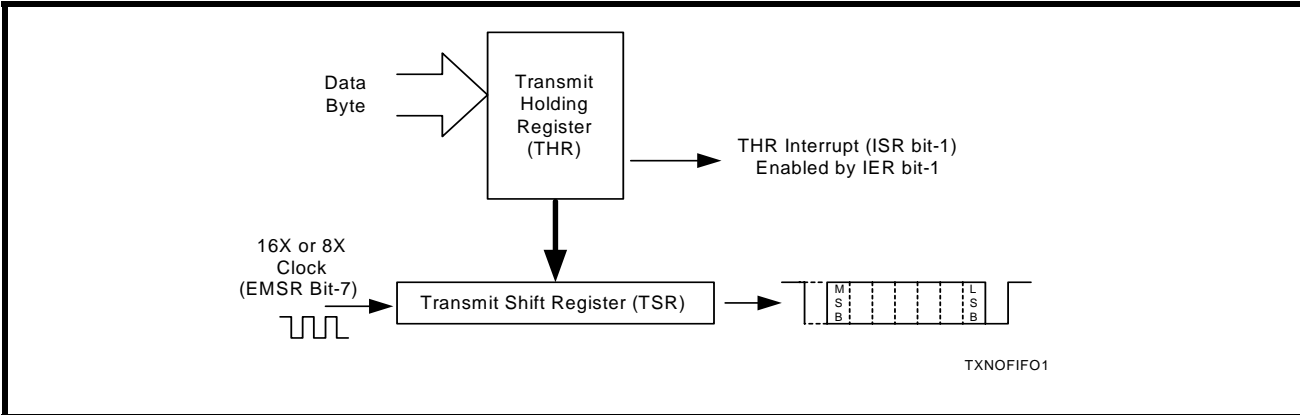 Data
Byte
Transmit
Holding
Register
(THR)
THR Interrupt (ISR bit-1)
Enabled by IER bit-1
16X or 8X
Clock
(EMSR Bit-7)
Transmit Shift Register (TSR)
M
S
B
L
S
B
TXNOFIFO1